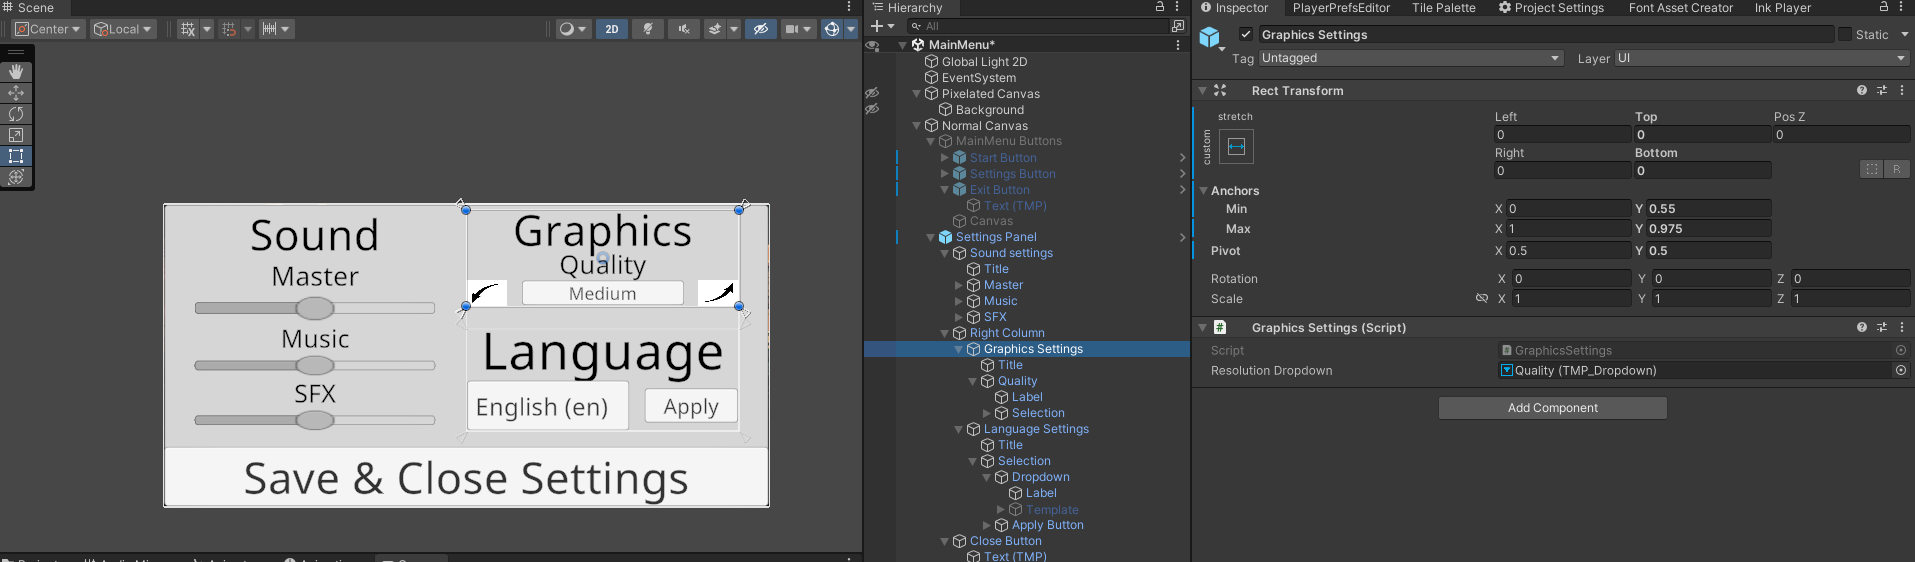 Scene
Center
Local
2D
Sound
Master
Music
SFX
Graphics
Quality
Medium
Language
English (en)
Apply
Save & Close Settings
Hierarchy
All
MainMenu*
Global Light 2D
EventSystem
Pixelated Canvas
Background
Normal Canvas
MainMenu Buttons
Start Button
Settings Button
Exit Button
Text (TMP)
Canvas
Settings Panel
Sound settings
Title
Master
Music
SFX
Right Column
Graphics Settings
Title
Quality
Label
Selection
Language Settings
Title
Selection
Dropdown
Label
Template
Apply Button
Close Button
Text (TMP)
Inspector
PlayerPrefsEditor
Tile Palette
Project Settings
Font Asset Creator
Ink Player
Graphics Settings
Static
Tag Untagged
Layer UI
Rect Transform
stretch
custom
Left Top Pos Z
0 0 0
Right Bottom
0 0
R
Anchors
Min X 0 Y 0.55
Max X 1 Y 0.975
Pivot X 0.5 Y 0.5
Rotation X 0 Y 0 Z 0
Scale X 1 Y 1 Z 1
Graphics Settings (Script)
Script GraphicsSettings
Resolution Dropdown Quality (TMP_Dropdown)
Add Component